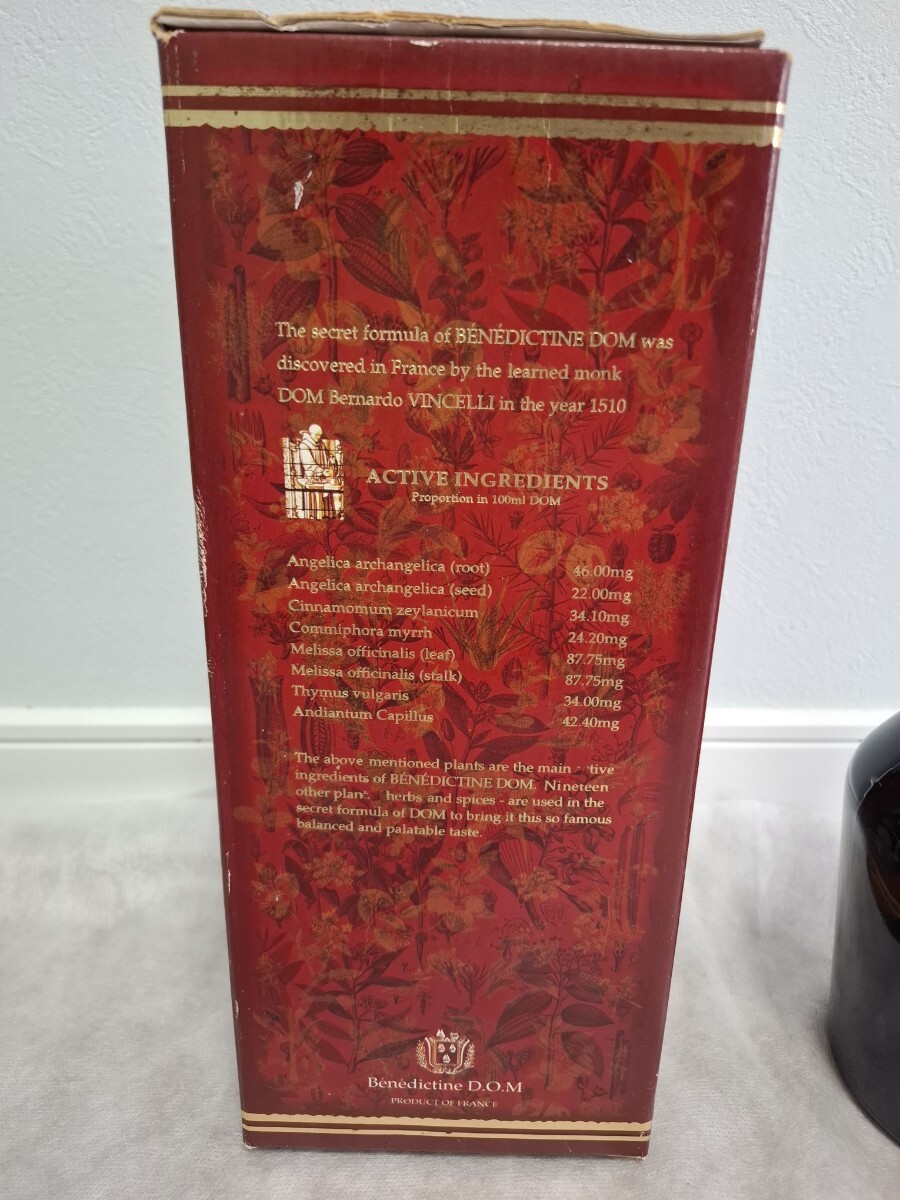 The secret formula of BÉNÉDICTINE DOM was
discovered in France by the learned monk
DOM Bernardo VINCELLI in the year 1510
ACTIVE INGREDIENTS
Proportion in 100ml DOM
Angelica archangelica (root) 46.00mg
Angelica archangelica (seed) 22.00mg
Cinnamomum zeylanicum 34.10mg
Commiphora myrrh 24.20mg
Melissa officinalis (leaf) 87.75mg
Melissa officinalis (stalk) 87.75mg
Thymus vulgaris 34.00mg
Andiantum Capillus 42.40mg
The above mentioned plants are the main
ingredients of BÉNÉDICTINE DOM. Nineteen
other herbs and spices - are used in the
secret formula of DOM to bring it this so famous
balanced and palatable taste.
Bénédictine D.O.M
PRODUCT OF FRANCE